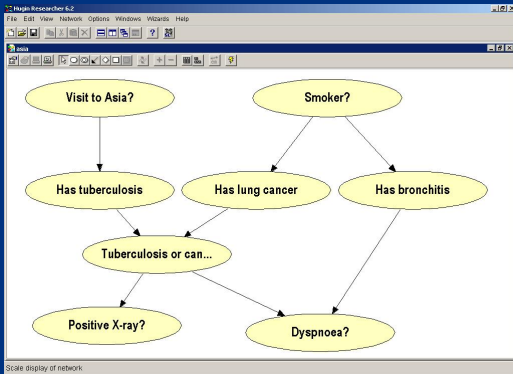 Hugin Researcher 6.2
File Edit View Network Options Windows Wizards Help
asia
Visit to Asia?
Smoker?
Has tuberculosis
Has lung cancer
Has bronchitis
Tuberculosis or can...
Positive X-ray?
Dyspnoea?
Scale display of network